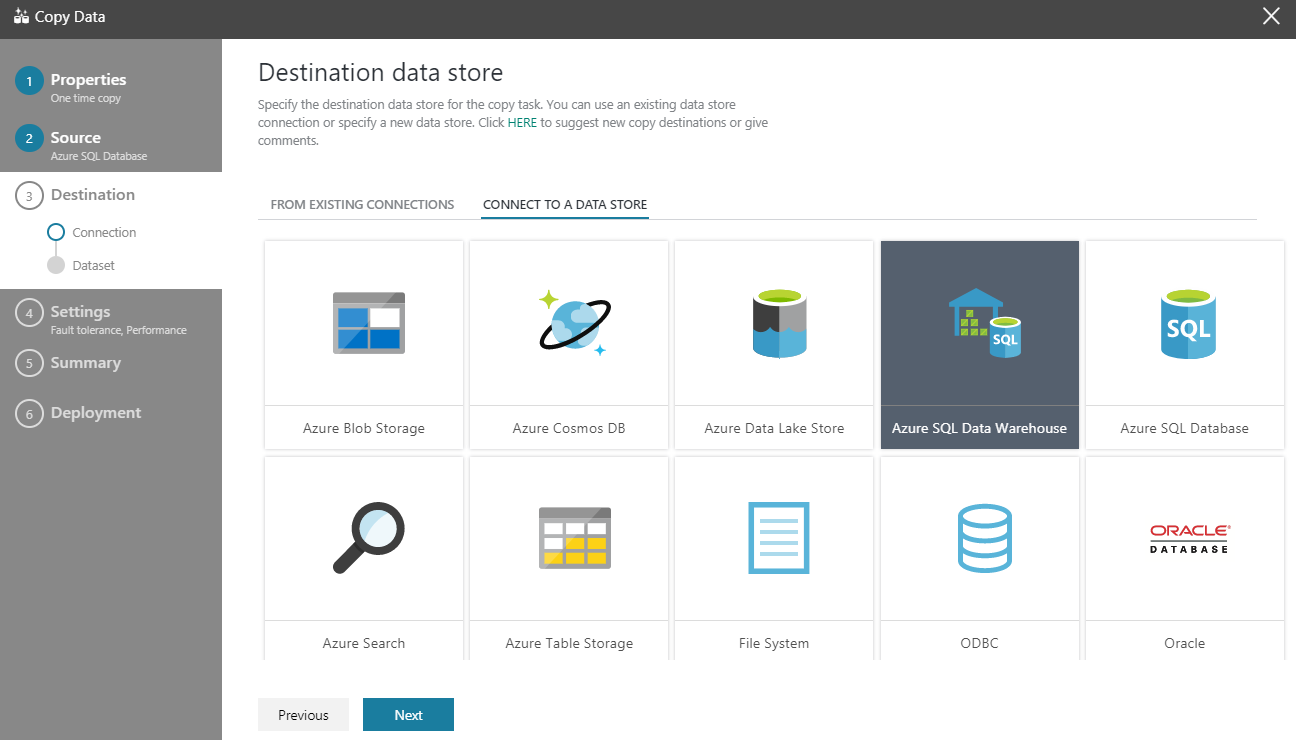 Copy Data
1 Properties
One time copy
2 Source
Azure SQL Database
3 Destination
Connection
Dataset
4 Settings
Fault tolerance, Performance
5 Summary
6 Deployment
Destination data store
Specify the destination data store for the copy task. You can use an existing data store
connection or specify a new data store. Click HERE to suggest new copy destinations or give
comments.
FROM EXISTING CONNECTIONS CONNECT TO A DATA STORE
SQL SQL
Azure Blob Storage Azure Cosmos DB Azure Data Lake Store Azure SQL Data Warehouse Azure SQL Database
ORACLE®
DATABASE
Azure Search Azure Table Storage File System ODBC Oracle
Previous Next